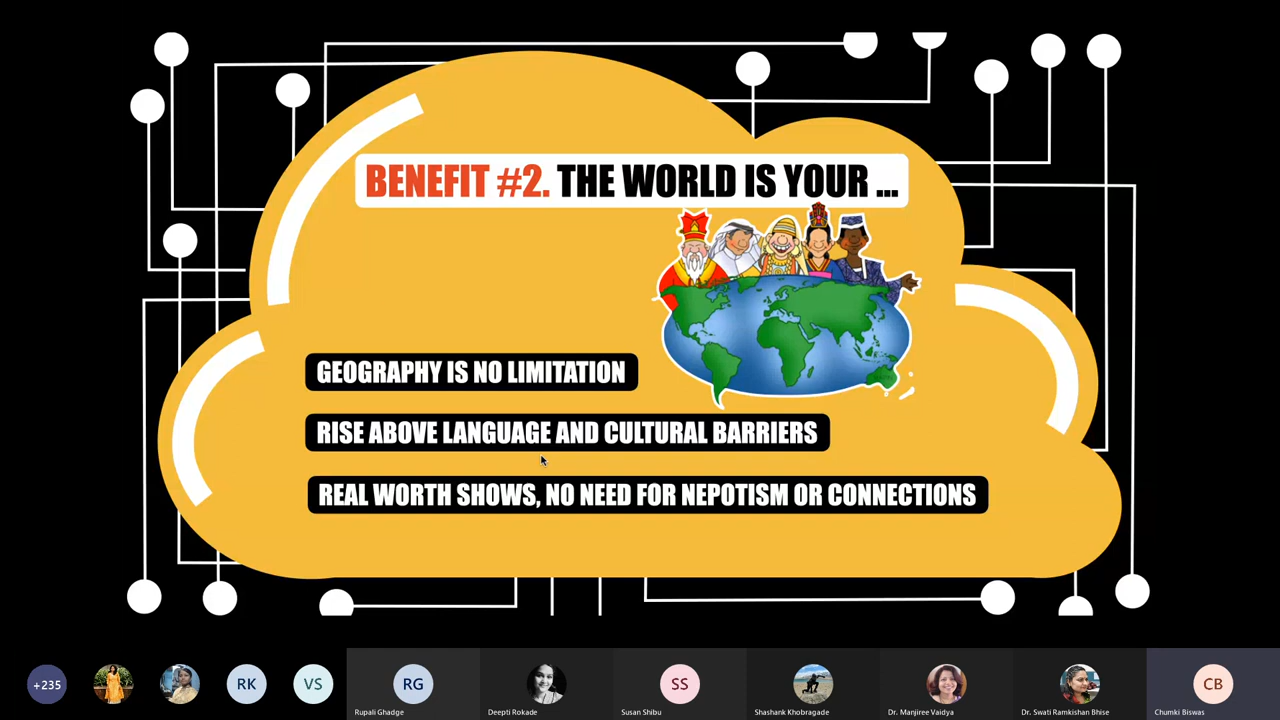 BENEFIT #2. THE WORLD IS YOUR ...
GEOGRAPHY IS NO LIMITATION
RISE ABOVE LANGUAGE AND CULTURAL BARRIERS
REAL WORTH SHOWS, NO NEED FOR NEPOTISM OR CONNECTIONS
+235
RK
VS
RG
SS
CB
Rupali Ghadge
Deepti Rokade
Susan Shibu
Shashank Khobragade
Dr. Manjiree Vaidya
Dr. Swati Ramkishan Bhise
Chumki Biswas